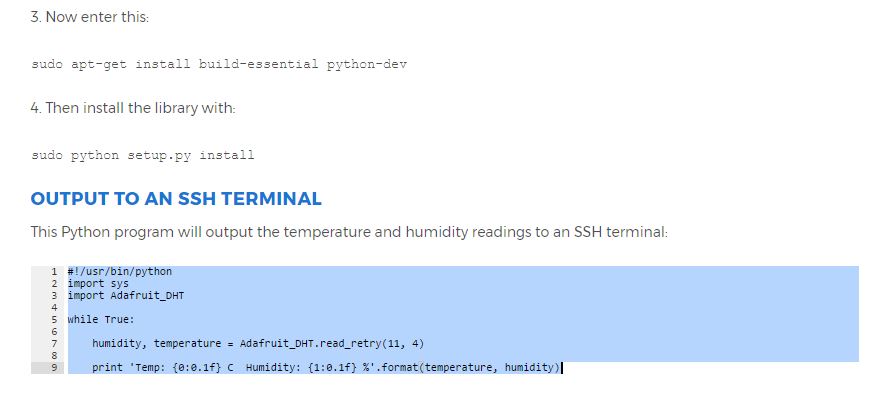 3. Now enter this:
sudo apt-get install build-essential python-dev
4. Then install the library with:
sudo python setup.py install
OUTPUT TO AN SSH TERMINAL
This Python program will output the temperature and humidity readings to an SSH terminal:
1 #!/usr/bin/python
2 import sys
3 import Adafruit_DHT
4
5 while True:
6
7     humidity, temperature = Adafruit_DHT.read_retry(11, 4)
8
9     print 'Temp: {0:0.1f} C  Humidity: {1:0.1f} %'.format(temperature, humidity)